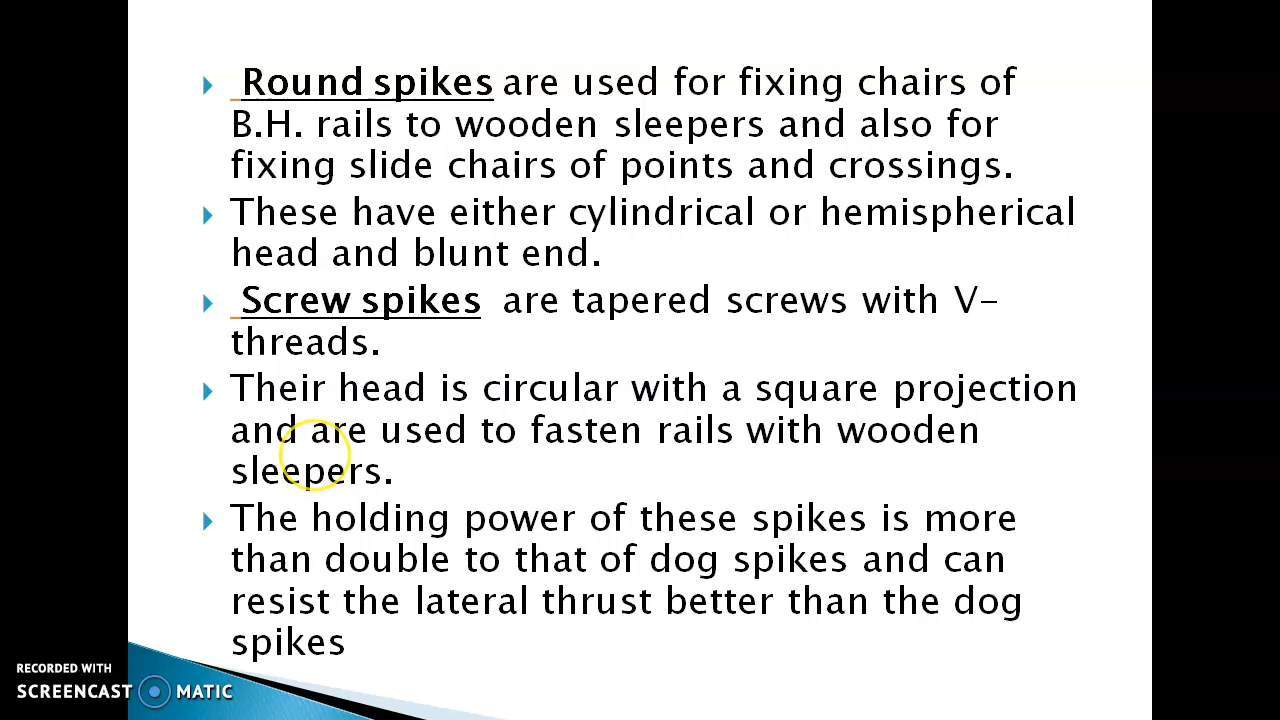 Round spikes are used for fixing chairs of
B.H. rails to wooden sleepers and also for
fixing slide chairs of points and crossings.
These have either cylindrical or hemispherical
head and blunt end.
Screw spikes are tapered screws with V-
threads.
Their head is circular with a square projection
and are used to fasten rails with wooden
sleepers.
The holding power of these spikes is more
than double to that of dog spikes and can
resist the lateral thrust better than the dog
spikes
RECORDED WITH
SCREENCAST MATIC